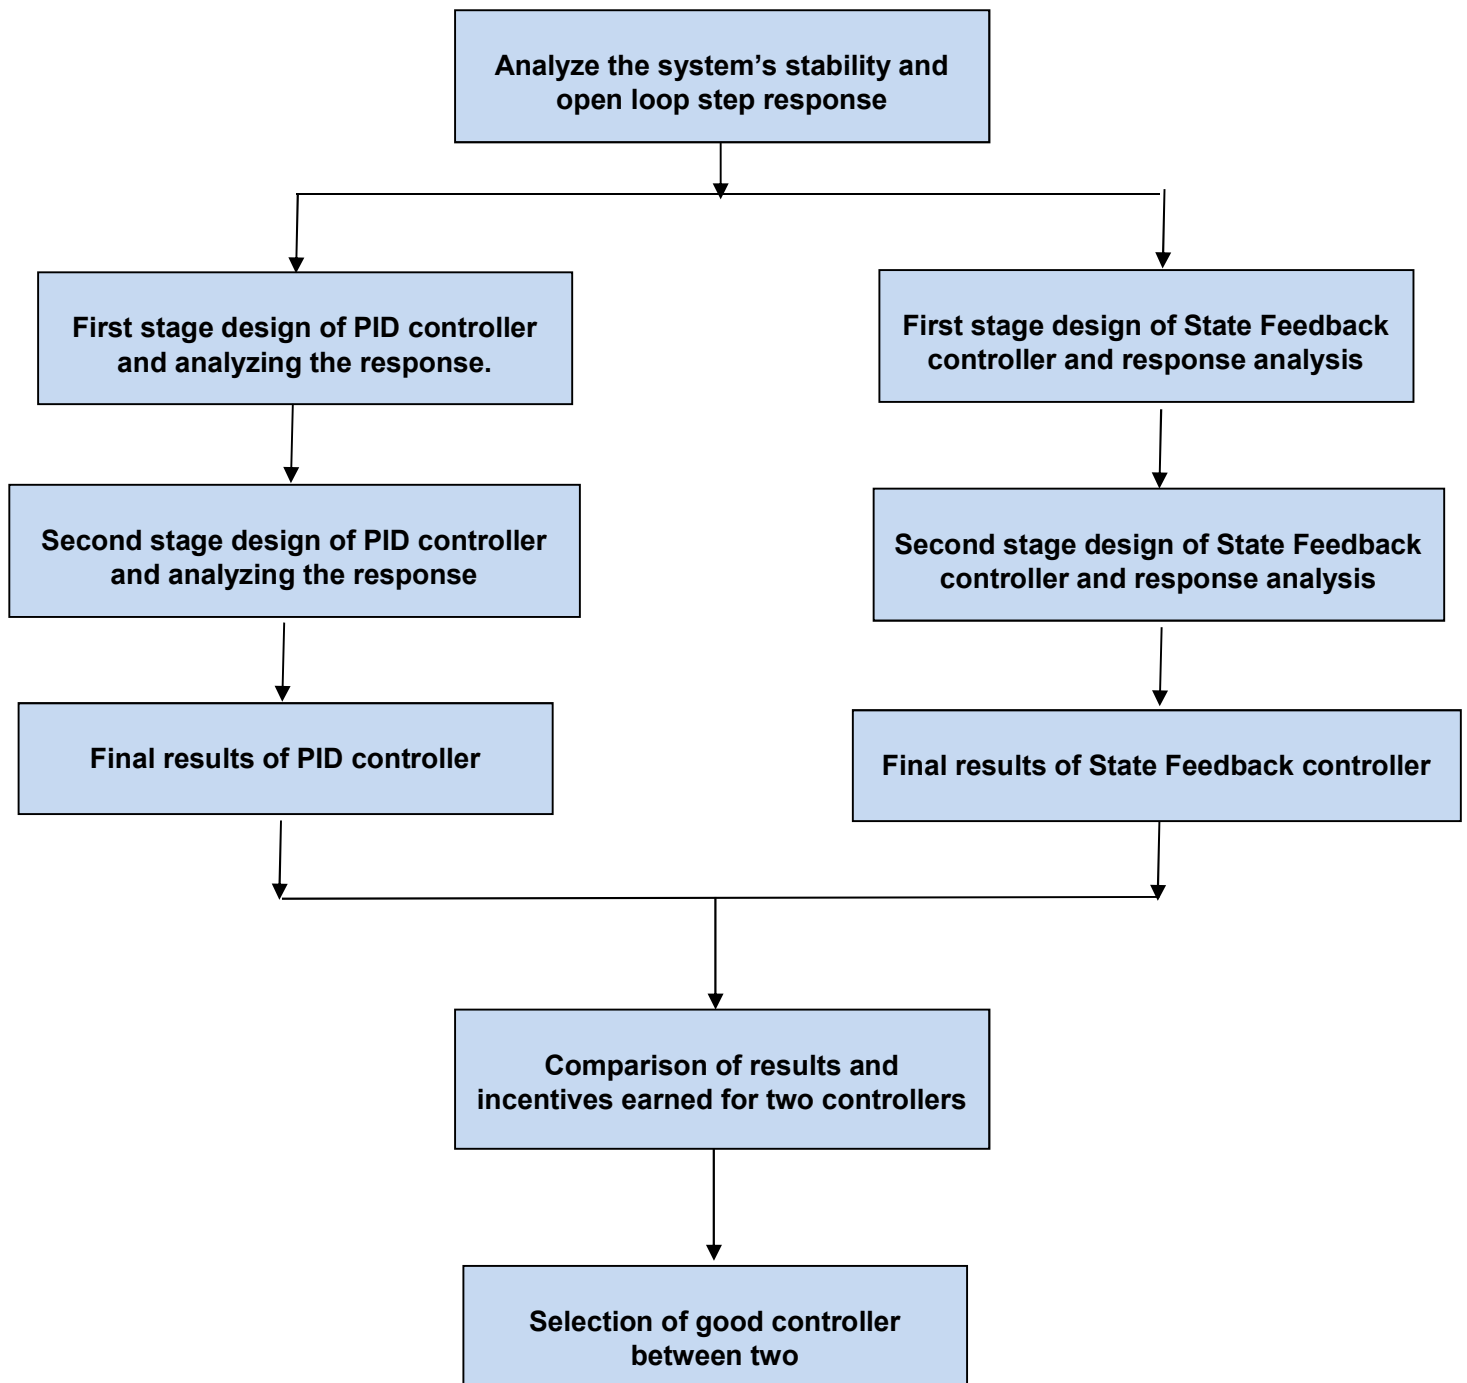 Analyze the system’s stability and
open loop step response
First stage design of PID controller
and analyzing the response.
First stage design of State Feedback
controller and response analysis
Second stage design of PID controller
and analyzing the response
Second stage design of State Feedback
controller and response analysis
Final results of PID controller
Final results of State Feedback controller
Comparison of results and
incentives earned for two controllers
Selection of good controller
between two